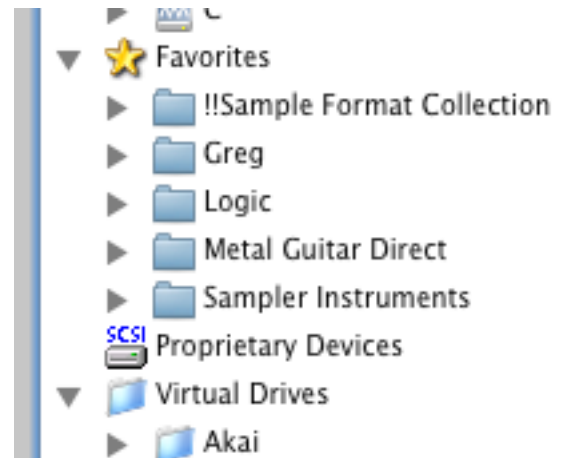 C
Favorites
!!Sample Format Collection
Greg
Logic
Metal Guitar Direct
Sampler Instruments
SCSI
Proprietary Devices
Virtual Drives
Akai